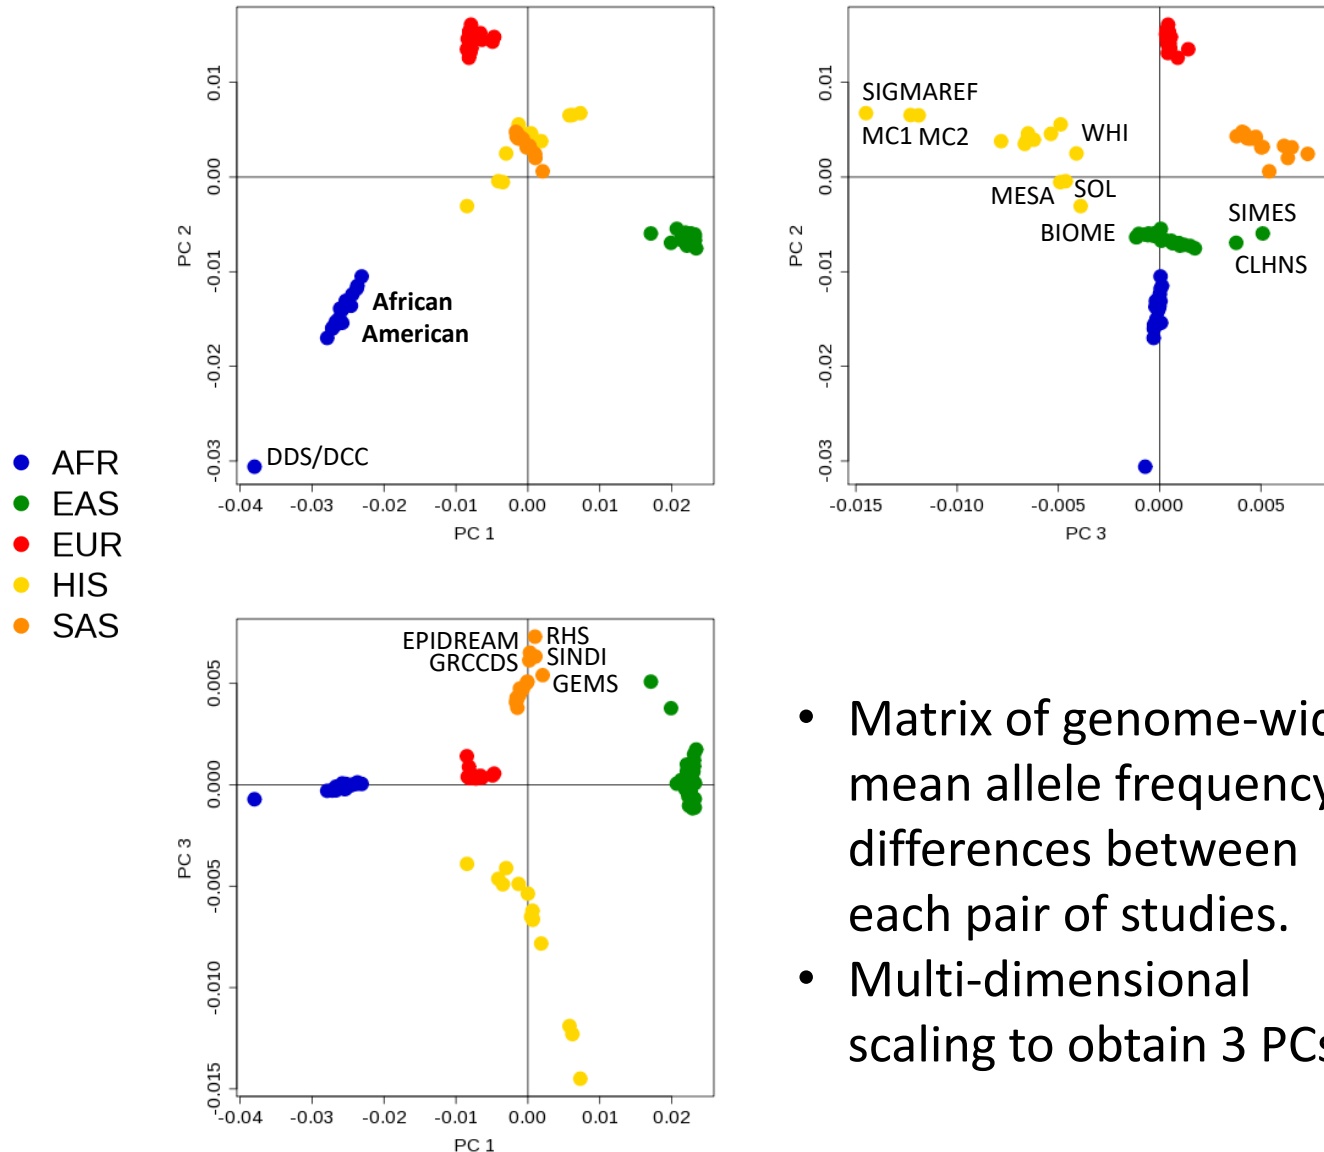 0.01
0.00
-0.01
-0.02
-0.03
PC 2
African
American
DDS/DCC
-0.04 -0.03 -0.02 -0.01 0.00 0.01 0.02
PC 1
0.01
0.00
-0.01
-0.02
-0.03
PC 2
SIGMAREF
MC1 MC2
WHI
MESA SOL
BIOME
SIMES
CLHNS
-0.015 -0.010 -0.005 0.000 0.005
PC 3
AFR
EAS
EUR
HIS
SAS
0.005
0.000
-0.005
-0.010
-0.015
PC 3
EPIDREAM RHS
GRCCDS SINDI
GEMS
-0.04 -0.03 -0.02 -0.01 0.00 0.01 0.02
PC 1
• Matrix of genome-wid
mean allele frequency
differences between
each pair of studies.
• Multi-dimensional
scaling to obtain 3 PCs